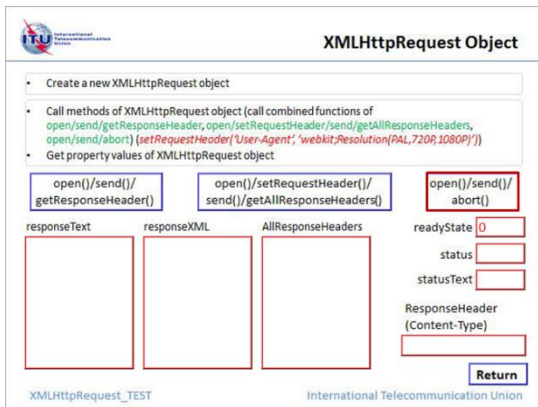 ITU
International
Telecommunication
Union
XMLHttpRequest Object
• Create a new XMLHttpRequest object
• Call methods of XMLHttpRequest object (call combined functions of
open/send/getResponseHeader, open/setRequestHeader/send/getAllResponseHeaders,
open/send/abort) (setRequestHeader('User-Agent', 'webkit;Resolution(PAL,720P,1080P)'))
• Get property values of XMLHttpRequest object
open()/send()/
getResponseHeader()
open()/setRequestHeader()/
send()/getAllResponseHeaders()
open()/send()/
abort()
responseText
responseXML
AllResponseHeaders
readyState 0
status
statusText
ResponseHeader
(Content-Type)
Return
XMLHttpRequest_TEST
International Telecommunication Union